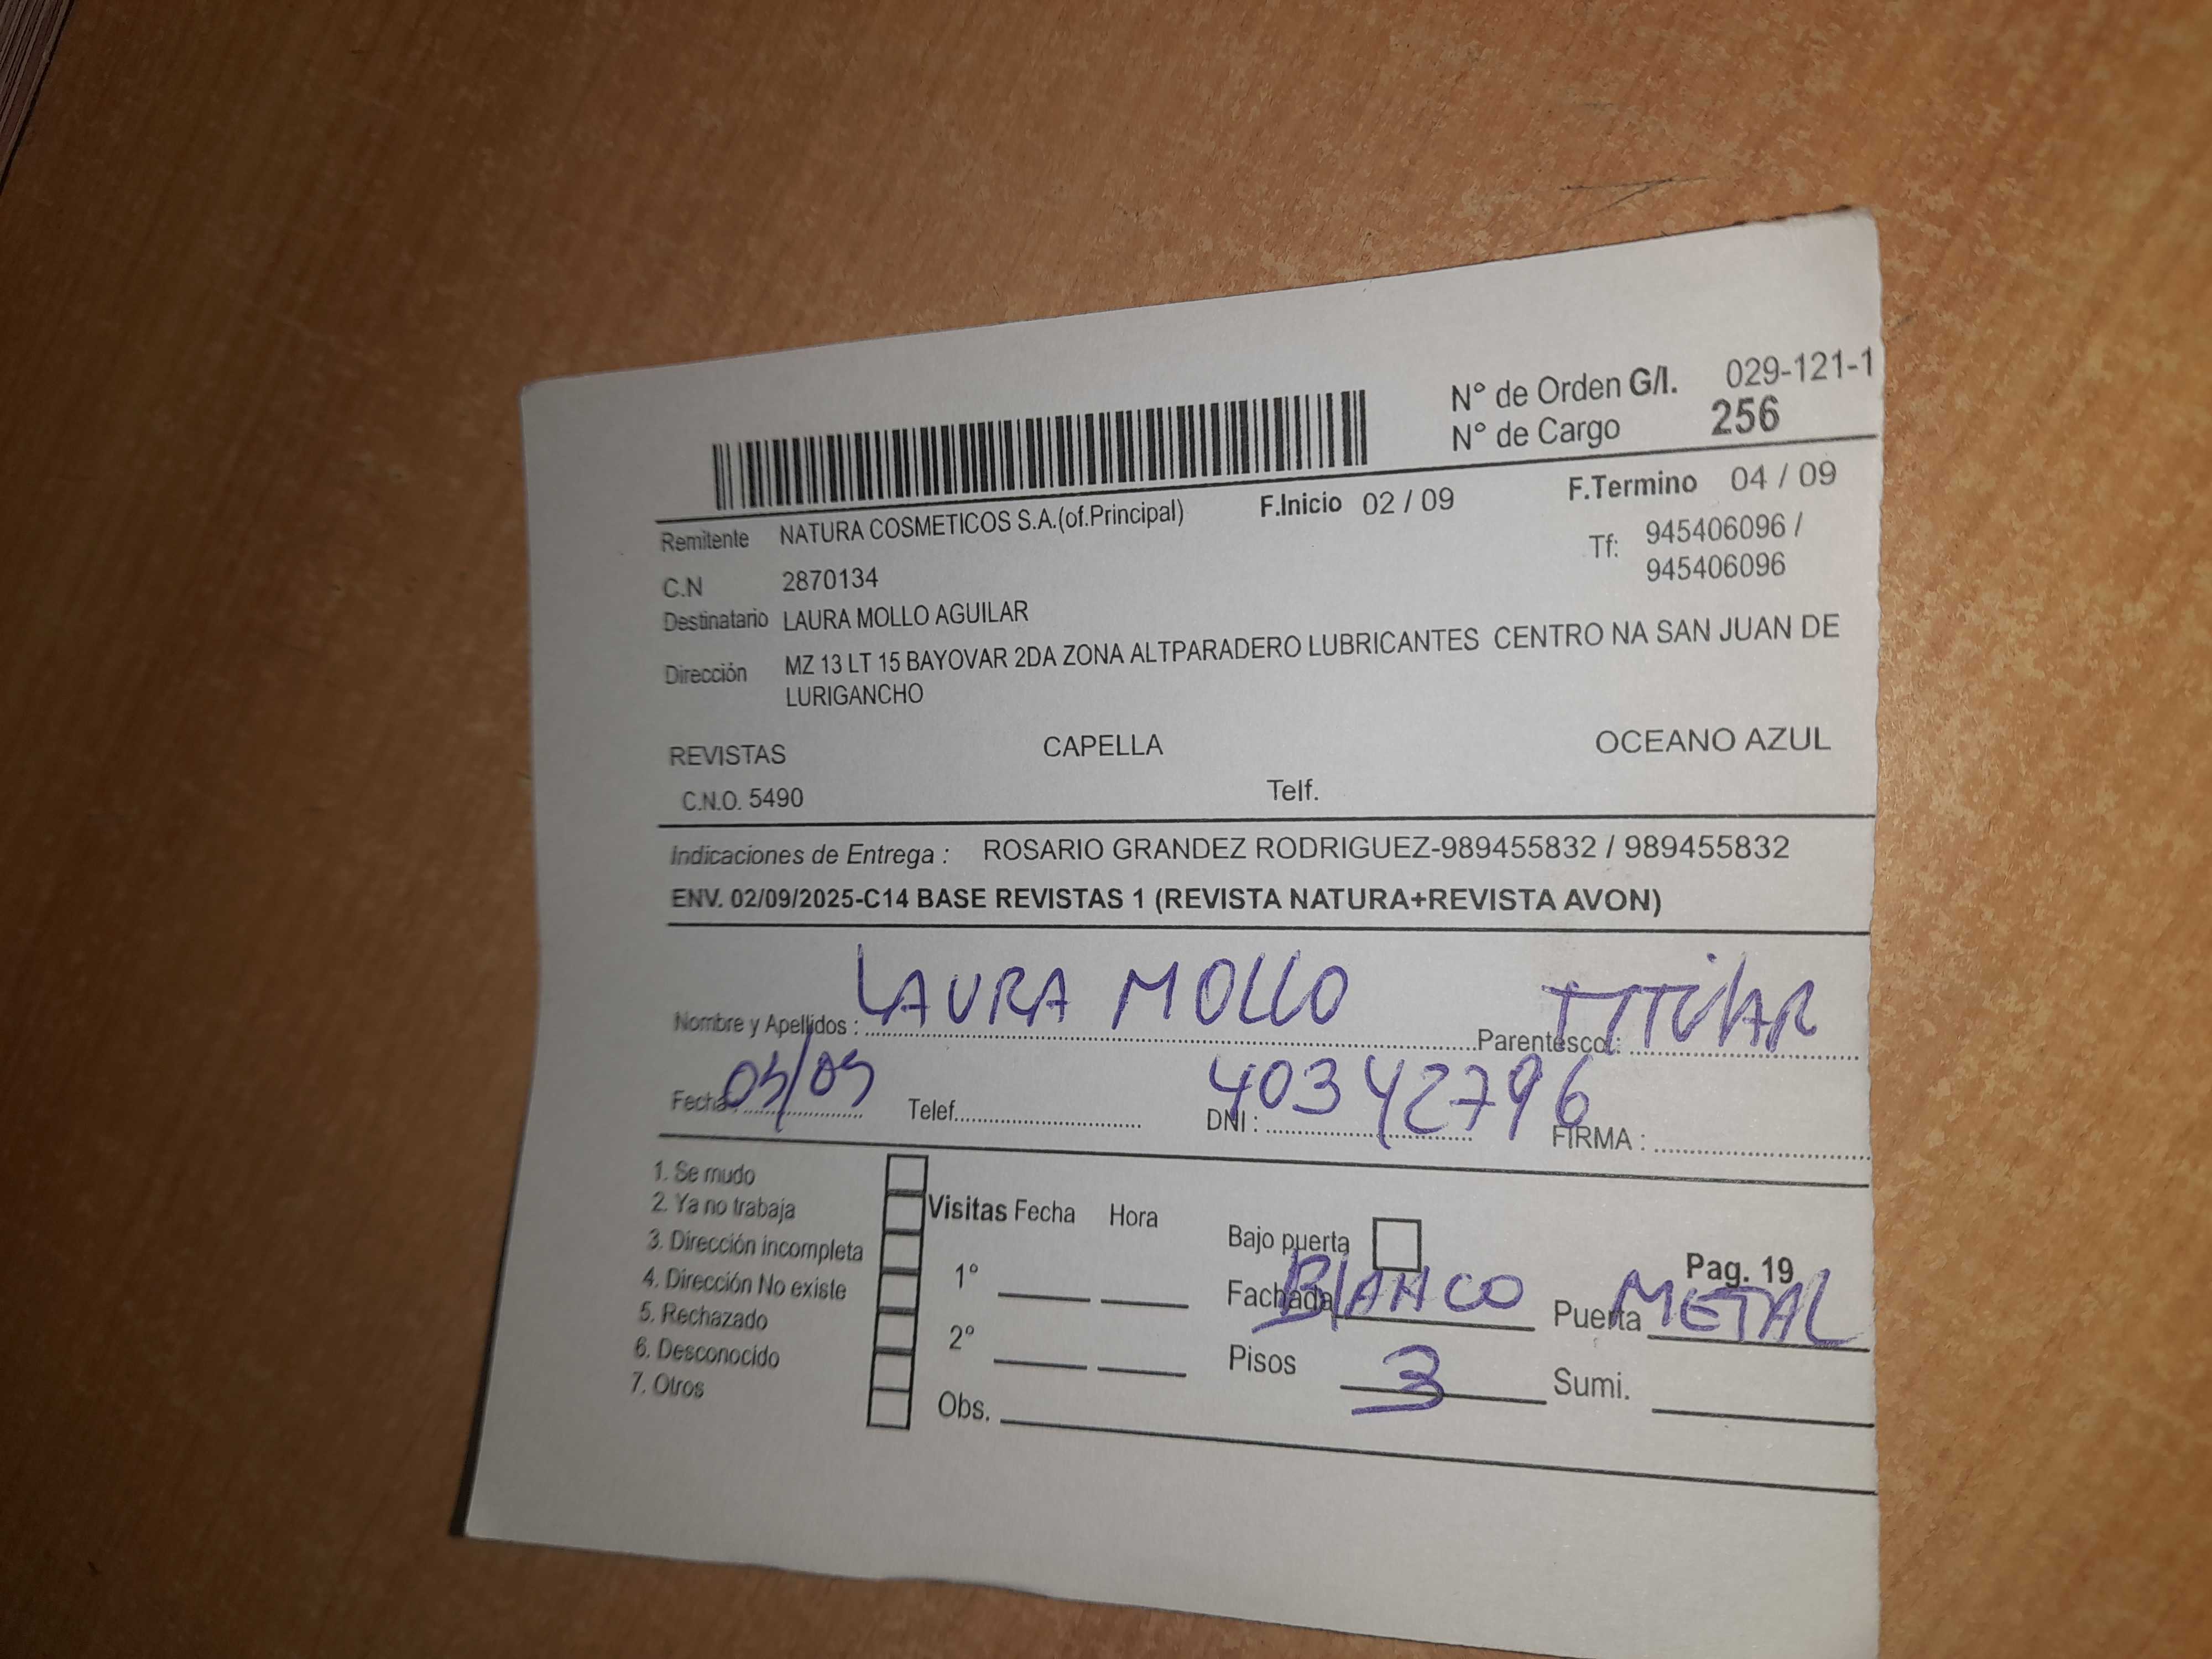 N° de Orden G/I. 029-121-1
N° de Cargo 256
Remitente NATURA COSMETICOS S.A.(of.Principal) F.Inicio 02 / 09 F.Termino 04 / 09
C.N 2870134 Tf: 945406096 /
945406096
Destinatario LAURA MOLLO AGUILAR
Dirección MZ 13 LT 15 BAYOVAR 2DA ZONA ALTPARADERO LUBRICANTES CENTRO NA SAN JUAN DE
LURIGANCHO
REVISTAS CAPELLA OCEANO AZUL
C.N.O. 5490 Telf.
Indicaciones de Entrega : ROSARIO GRANDEZ RODRIGUEZ-989455832 / 989455832
ENV. 02/09/2025-C14 BASE REVISTAS 1 (REVISTA NATURA+REVISTA AVON)
Nombre y Apellidos : LAURA MOLLO Parentesco : TITULAR
Fecha : Telef. DNI : 40342796 FIRMA :
1. Se mudo
2. Ya no trabaja
3. Dirección incompleta
4. Dirección No existe
5. Rechazado
6. Desconocido
7. Otros
Visitas Fecha Hora
1°
2°
Obs.
Bajo puerta
Pag. 19
Fachada BLANCO Puerta METAL
Pisos 3 Sumi.